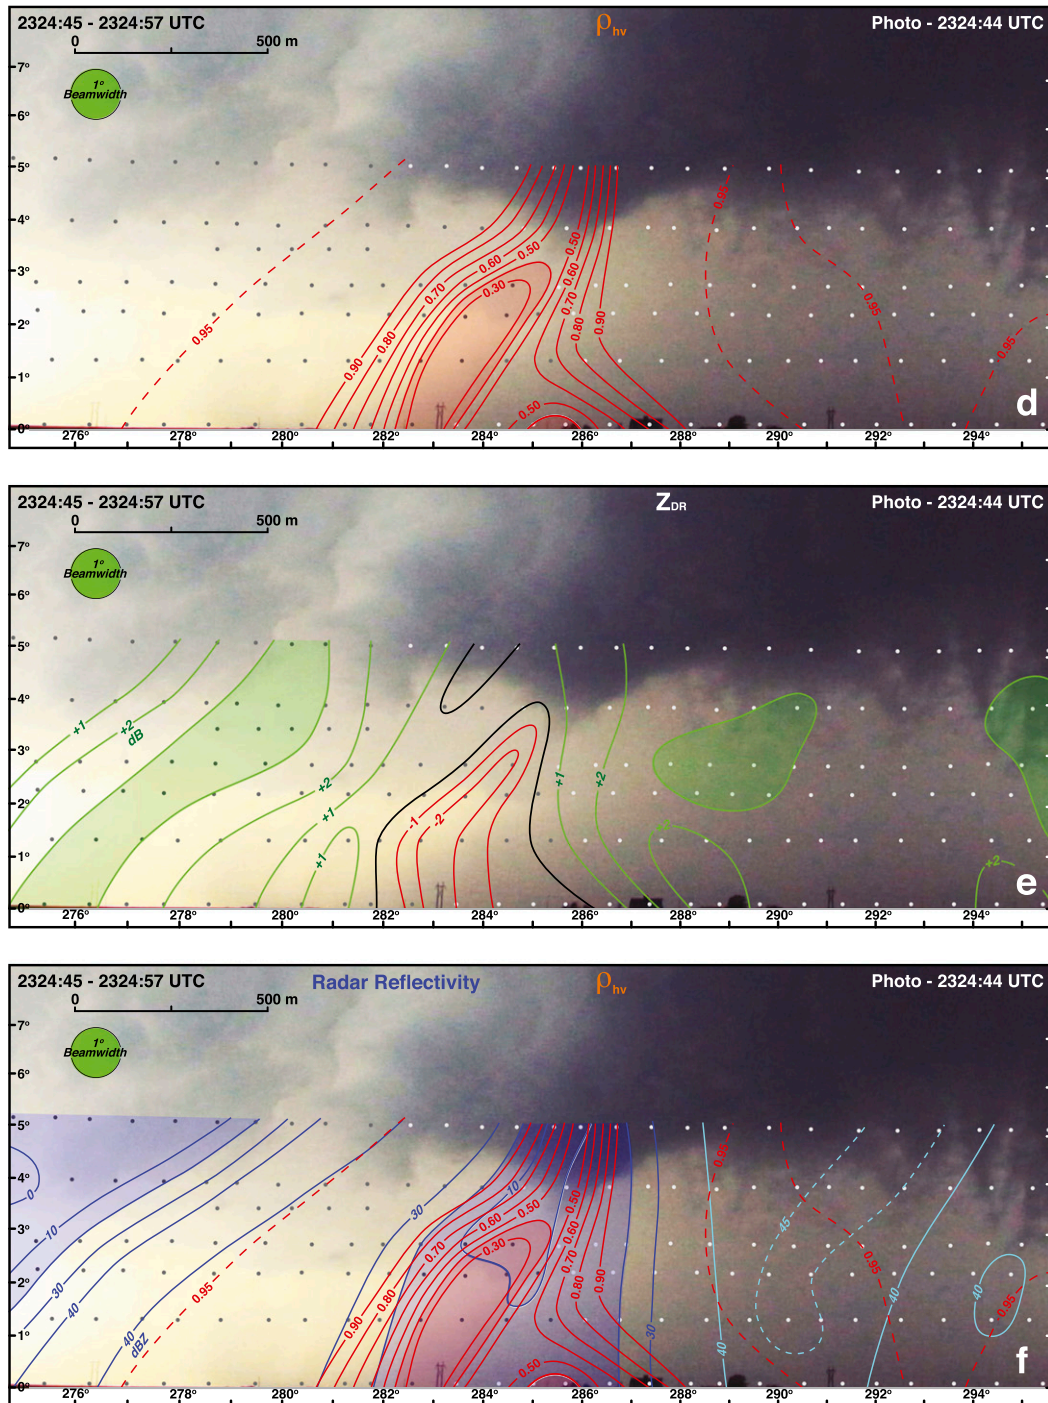 2324:45 - 2324:57 UTC ρhv Photo - 2324:44 UTC
0 500 m
7°
1°
Beamwidth
6°
5°
0.95
4°
0.50
0.50
3°
0.60 0.60
0.30
0.70 0.70
0.95
2°
0.95 0.80 0.80 0.90
0.95
0.90
1°
0.50
d
0°
276° 278 280 282 284 286 288 290 292 294
2324:45 - 2324:57 UTC ZDR Photo - 2324:44 UTC
0 500 m
7°
1°
Beamwidth
6°
5°
4°
+1 +2
dB
3°
+2 +1 +2
2°
+1 -1 -2 +2
+1 +2
1°
e
0°
276° 278 280 282 284 286 288 290 292 294
2324:45 - 2324:57 UTC Radar Reflectivity ρhv Photo - 2324:44 UTC
0 500 m
7°
1°
Beamwidth
6°
5°
0.95
4°
0 10
30 0.50 0.50 45
10 0.60 0.60
3°
0.70 0.30 0.70 0.95
30 0.95 0.80 0.80 0.90 40 40
2°
40 0.95
40 0.90 30
dBZ 40
1°
0.50
f
0°
276° 278 280 282 284 286 288 290 292 294